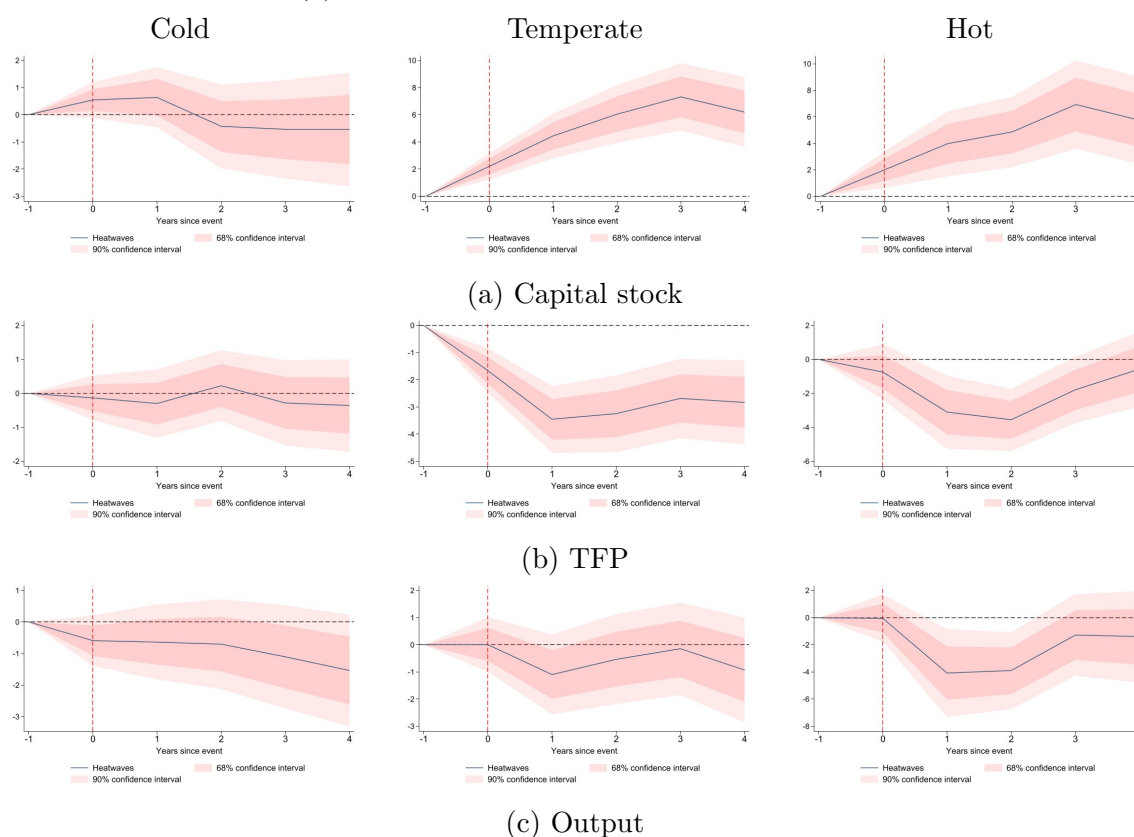 Cold Temperate Hot
2 10 10
1 8 8
0 6 6
-1 4 4
-2 2 2
-3 0 0
-1 0 1 2 3 4 -1 0 1 2 3 4 -1 0 1 2 3
Years since event Years since event Years since event
Heatwaves 68% confidence interval Heatwaves 68% confidence interval Heatwaves 68% confidence interval
90% confidence interval 90% confidence interval 90% confidence interval
(a) Capital stock
2 0 2
1 -1 0
0 -2 -2
-1 -3 -4
-2 -4 -6
-5
-1 0 1 2 3 4 -1 0 1 2 3 4 -1 0 1 2 3
Years since event Years since event Years since event
Heatwaves 68% confidence interval Heatwaves 68% confidence interval Heatwaves 68% confidence interval
90% confidence interval 90% confidence interval 90% confidence interval
(b) TFP
1 2 2
0 1 0
-1 0 -2
-2 -1 -4
-3 -2 -6
-3 -8
-1 0 1 2 3 4 -1 0 1 2 3 4 -1 0 1 2 3
Years since event Years since event Years since event
Heatwaves 68% confidence interval Heatwaves 68% confidence interval Heatwaves 68% confidence interval
90% confidence interval 90% confidence interval 90% confidence interval
(c) Output